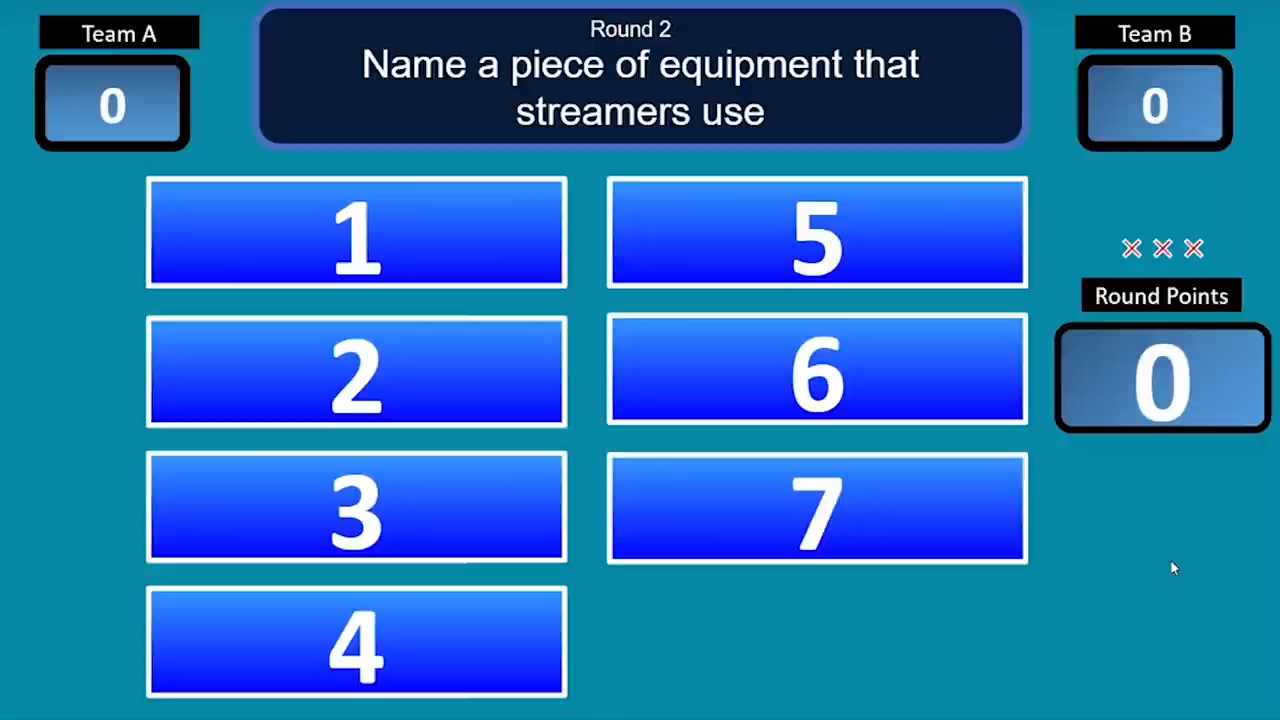 Team A
0
Round 2
Name a piece of equipment that
streamers use
Team B
0
1
2
3
4
5
6
7
Round Points
0